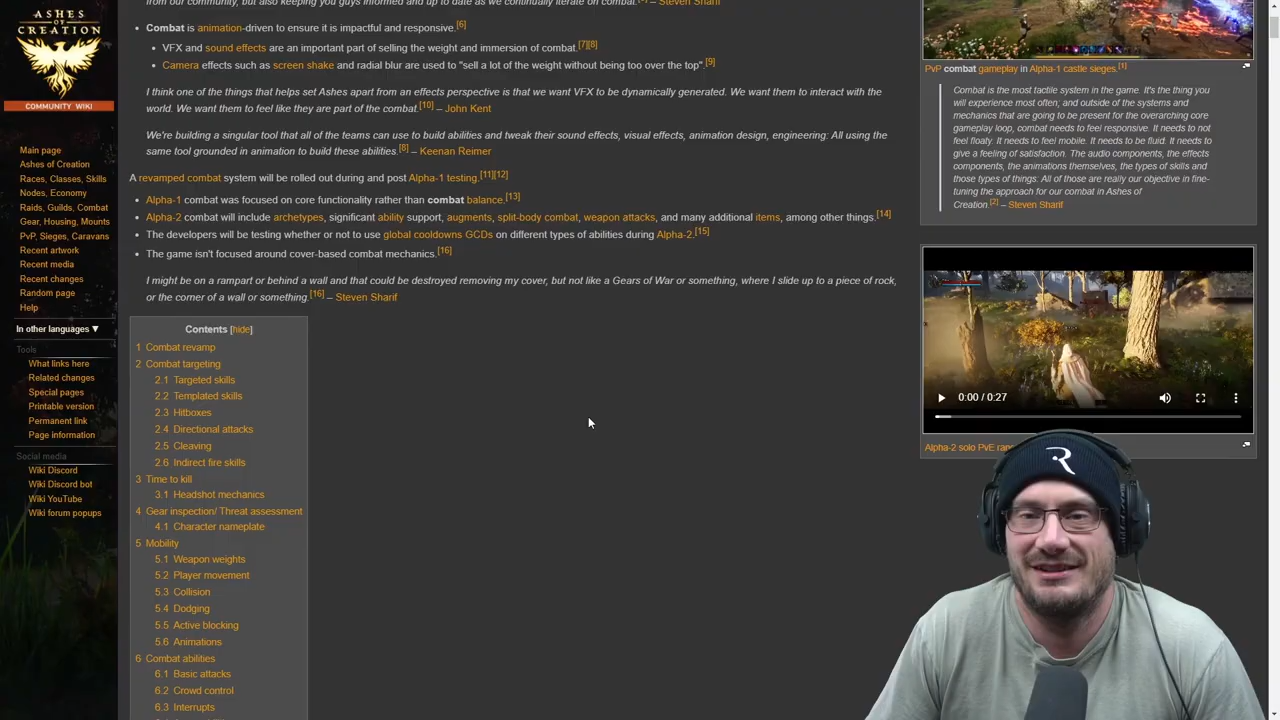 from our community, but also keeping you guys informed and up to date as we continually iterate on combat. – Steven Sharif
ASHES
OF
CREATION
COMMUNITY WIKI
Main page
Ashes of Creation
Races, Classes, Skills
Nodes, Economy
Raids, Guilds, Combat
Gear, Housing, Mounts
PvP, Sieges, Caravans
Recent artwork
Recent media
Recent changes
Random page
Help
In other languages ▼
Tools
What links here
Related changes
Special pages
Printable version
Permanent link
Page information
Social media
Wiki Discord
Wiki Discord bot
Wiki YouTube
Wiki forum popups
Combat is animation-driven to ensure it is impactful and responsive.[6]
VFX and sound effects are an important part of selling the weight and immersion of combat.[7][8]
Camera effects such as screen shake and radial blur are used to "sell a lot of the weight without being too over the top".[9]
I think one of the things that helps set Ashes apart from an effects perspective is that we want VFX to be dynamically generated. We want them to interact with the
world. We want them to feel like they are part of the combat.[10] – John Kent
We're building a singular tool that all of the teams can use to build abilities and tweak their sound effects, visual effects, animation design, engineering: All using the
same tool grounded in animation to build these abilities.[8] – Keenan Reimer
A revamped combat system will be rolled out during and post Alpha-1 testing.[11][12]
Alpha-1 combat was focused on core functionality rather than combat balance.[13]
Alpha-2 combat will include archetypes, significant ability support, augments, split-body combat, weapon attacks, and many additional items, among other things.[14]
The developers will be testing whether or not to use global cooldowns GCDs on different types of abilities during Alpha-2.[15]
The game isn't focused around cover-based combat mechanics.[16]
I might be on a rampart or behind a wall and that could be destroyed removing my cover, but not like a Gears of War or something, where I slide up to a piece of rock,
or the corner of a wall or something.[16] – Steven Sharif
Contents [hide]
1 Combat revamp
2 Combat targeting
2.1 Targeted skills
2.2 Templated skills
2.3 Hitboxes
2.4 Directional attacks
2.5 Cleaving
2.6 Indirect fire skills
3 Time to kill
3.1 Headshot mechanics
4 Gear inspection/ Threat assessment
4.1 Character nameplate
5 Mobility
5.1 Weapon weights
5.2 Player movement
5.3 Collision
5.4 Dodging
5.5 Active blocking
5.6 Animations
6 Combat abilities
6.1 Basic attacks
6.2 Crowd control
6.3 Interrupts
PvP combat gameplay in Alpha-1 castle sieges.[1]
Combat is the most tactile system in the game. It's the thing you
will experience most often; and outside of the systems and
mechanics that are going to be present for the overarching core
gameplay loop, combat needs to feel responsive. It needs to not
feel floaty. It needs to feel mobile. It needs to be fluid. It needs to
give a feeling of satisfaction. The audio components, the effects
components, the animations themselves, the types of skills and
those types of things: All of those are really our objective in fine-
tuning the approach for our combat in Ashes of
Creation.[2] – Steven Sharif
0:00 / 0:27
Alpha-2 solo PvE
R